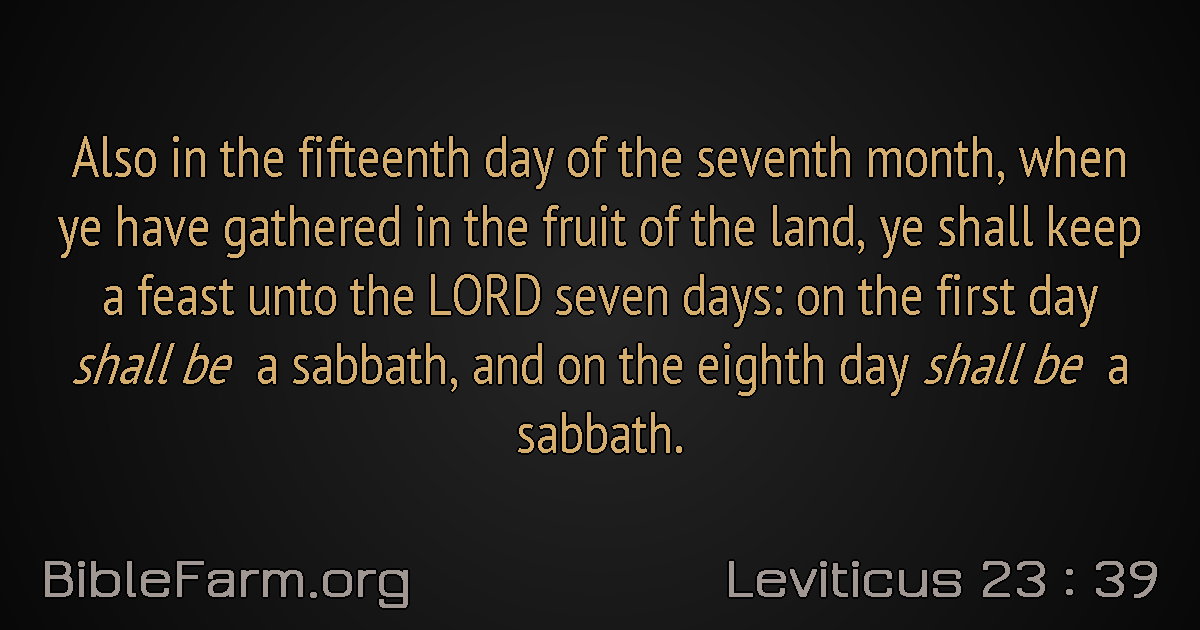 Also in the fifteenth day of the seventh month, when
ye have gathered in the fruit of the land, ye shall keep
a feast unto the LORD seven days: on the first day
shall be a sabbath, and on the eighth day shall be a
sabbath.
BibleFarm.org
Leviticus 23 : 39